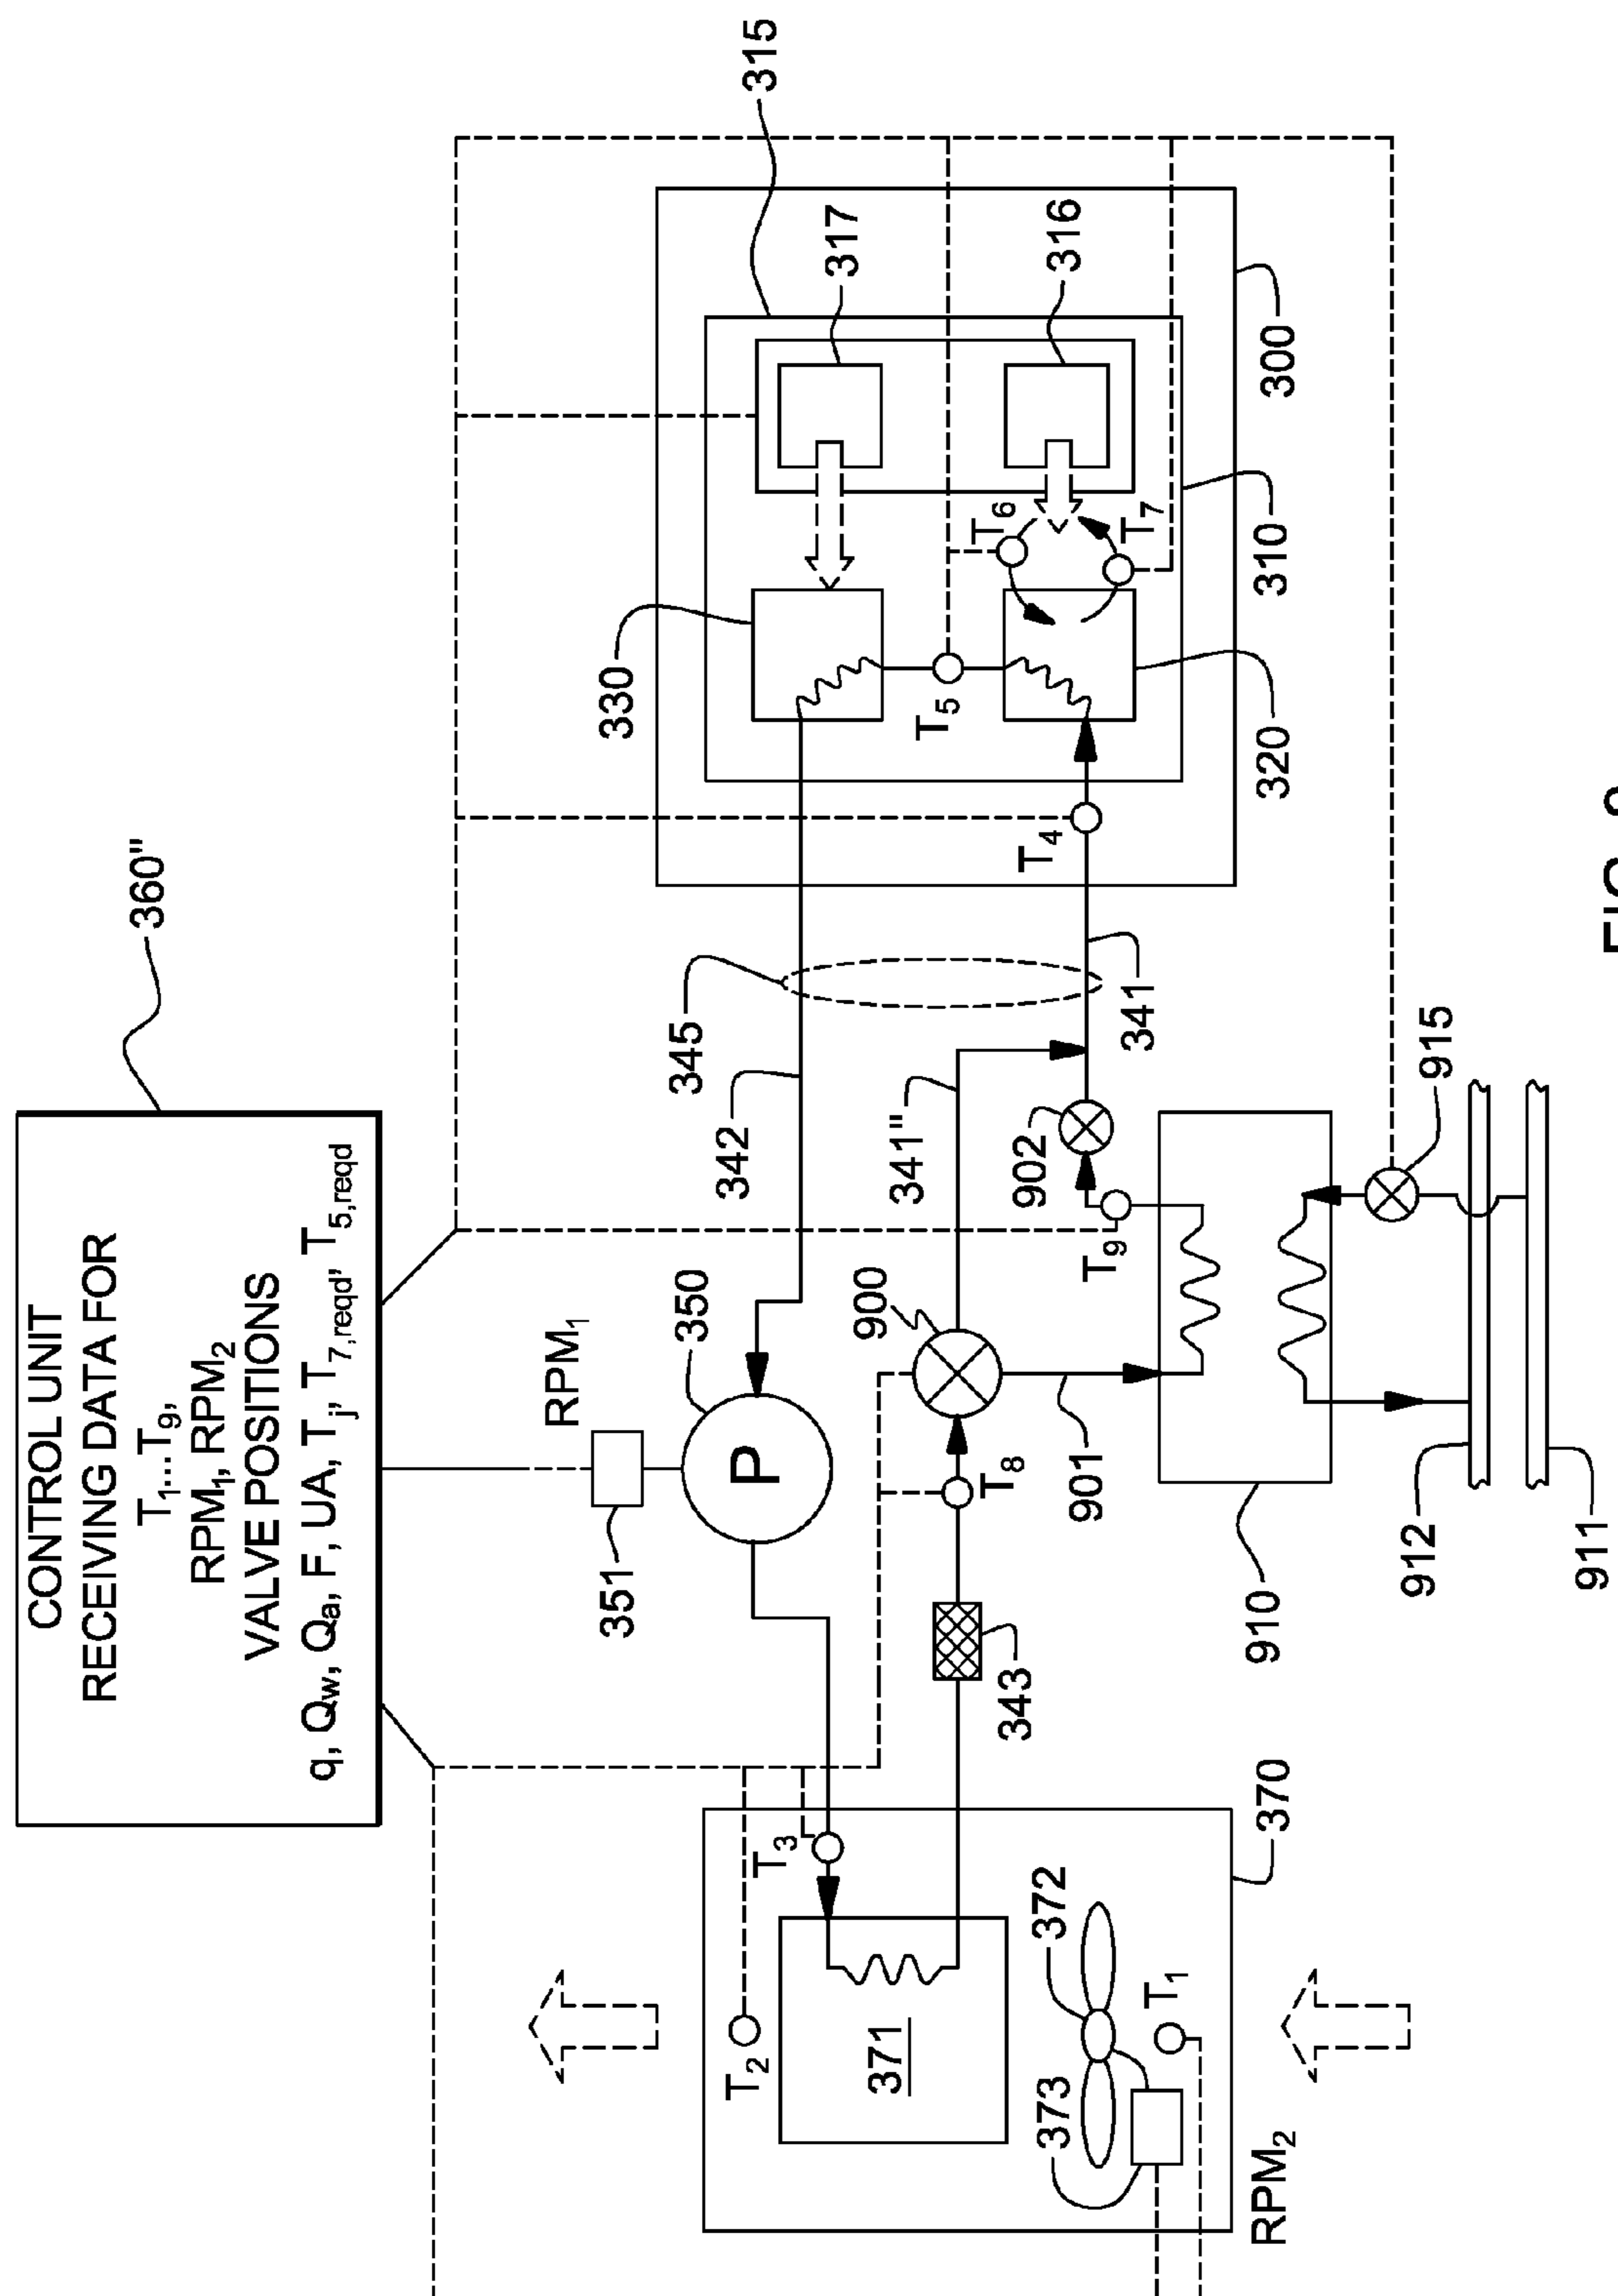 CONTROL UNIT
RECEIVING DATA FOR
T₁...T₉,
RPM₁, RPM₂
VALVE POSITIONS
q, Qw, Qa, F, UA, Tj, T7,reqd, T5,reqd
360"
315
317
316
300
310
330
320
T₅
T₆
T₇
T₄
345
342
341"
341
902
915
T₉
900
350
RPM₁
P
351
T₈
901
343
910
912
911
370
T₃
T₂
371
372
373
T₁
RPM₂
FIG.